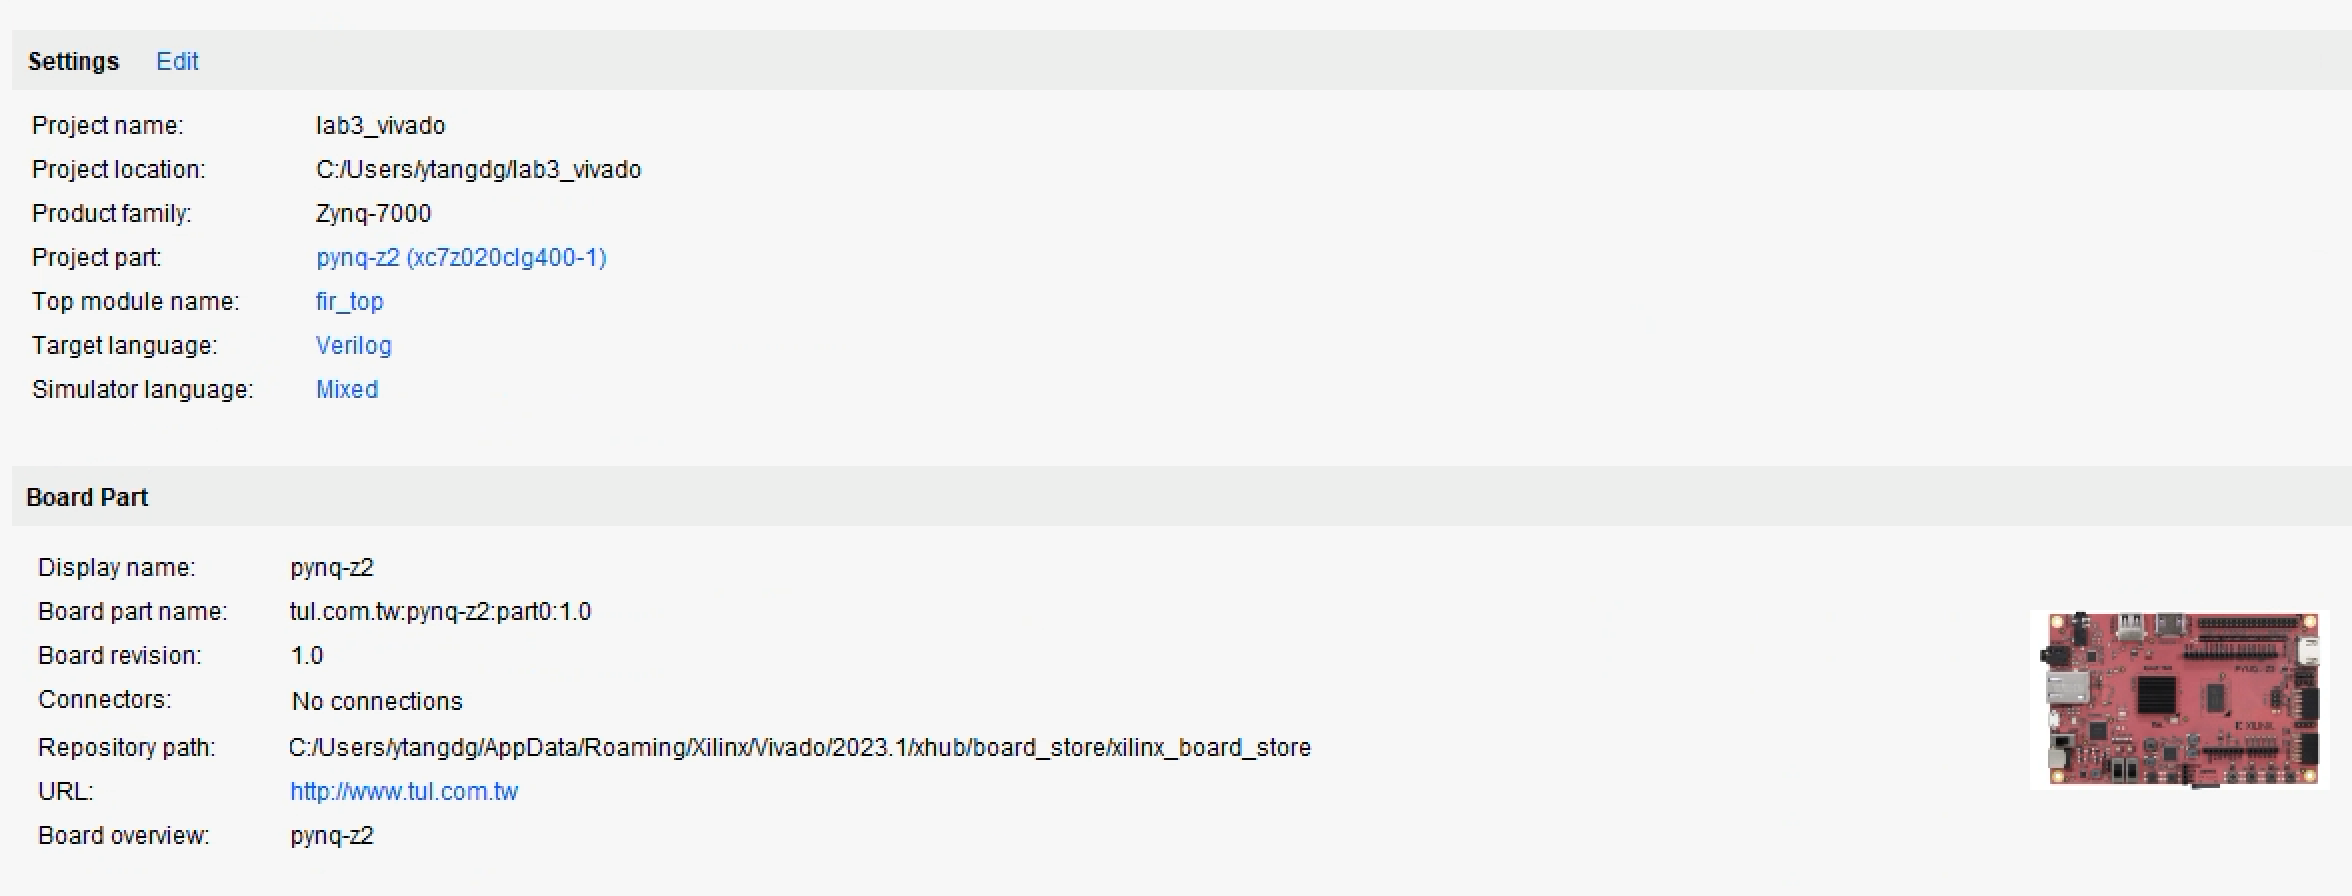 Settings Edit
Project name: lab3_vivado
Project location: C:/Users/ytangdg/lab3_vivado
Product family: Zynq-7000
Project part: pynq-z2 (xc7z020clg400-1)
Top module name: fir_top
Target language: Verilog
Simulator language: Mixed
Board Part
Display name: pynq-z2
Board part name: tul.com.tw:pynq-z2:part0:1.0
Board revision: 1.0
Connectors: No connections
Repository path: C:/Users/ytangdg/AppData/Roaming/Xilinx/Vivado/2023.1/xhub/board_store/xilinx_board_store
URL: http://www.tul.com.tw
Board overview: pynq-z2
XILINX